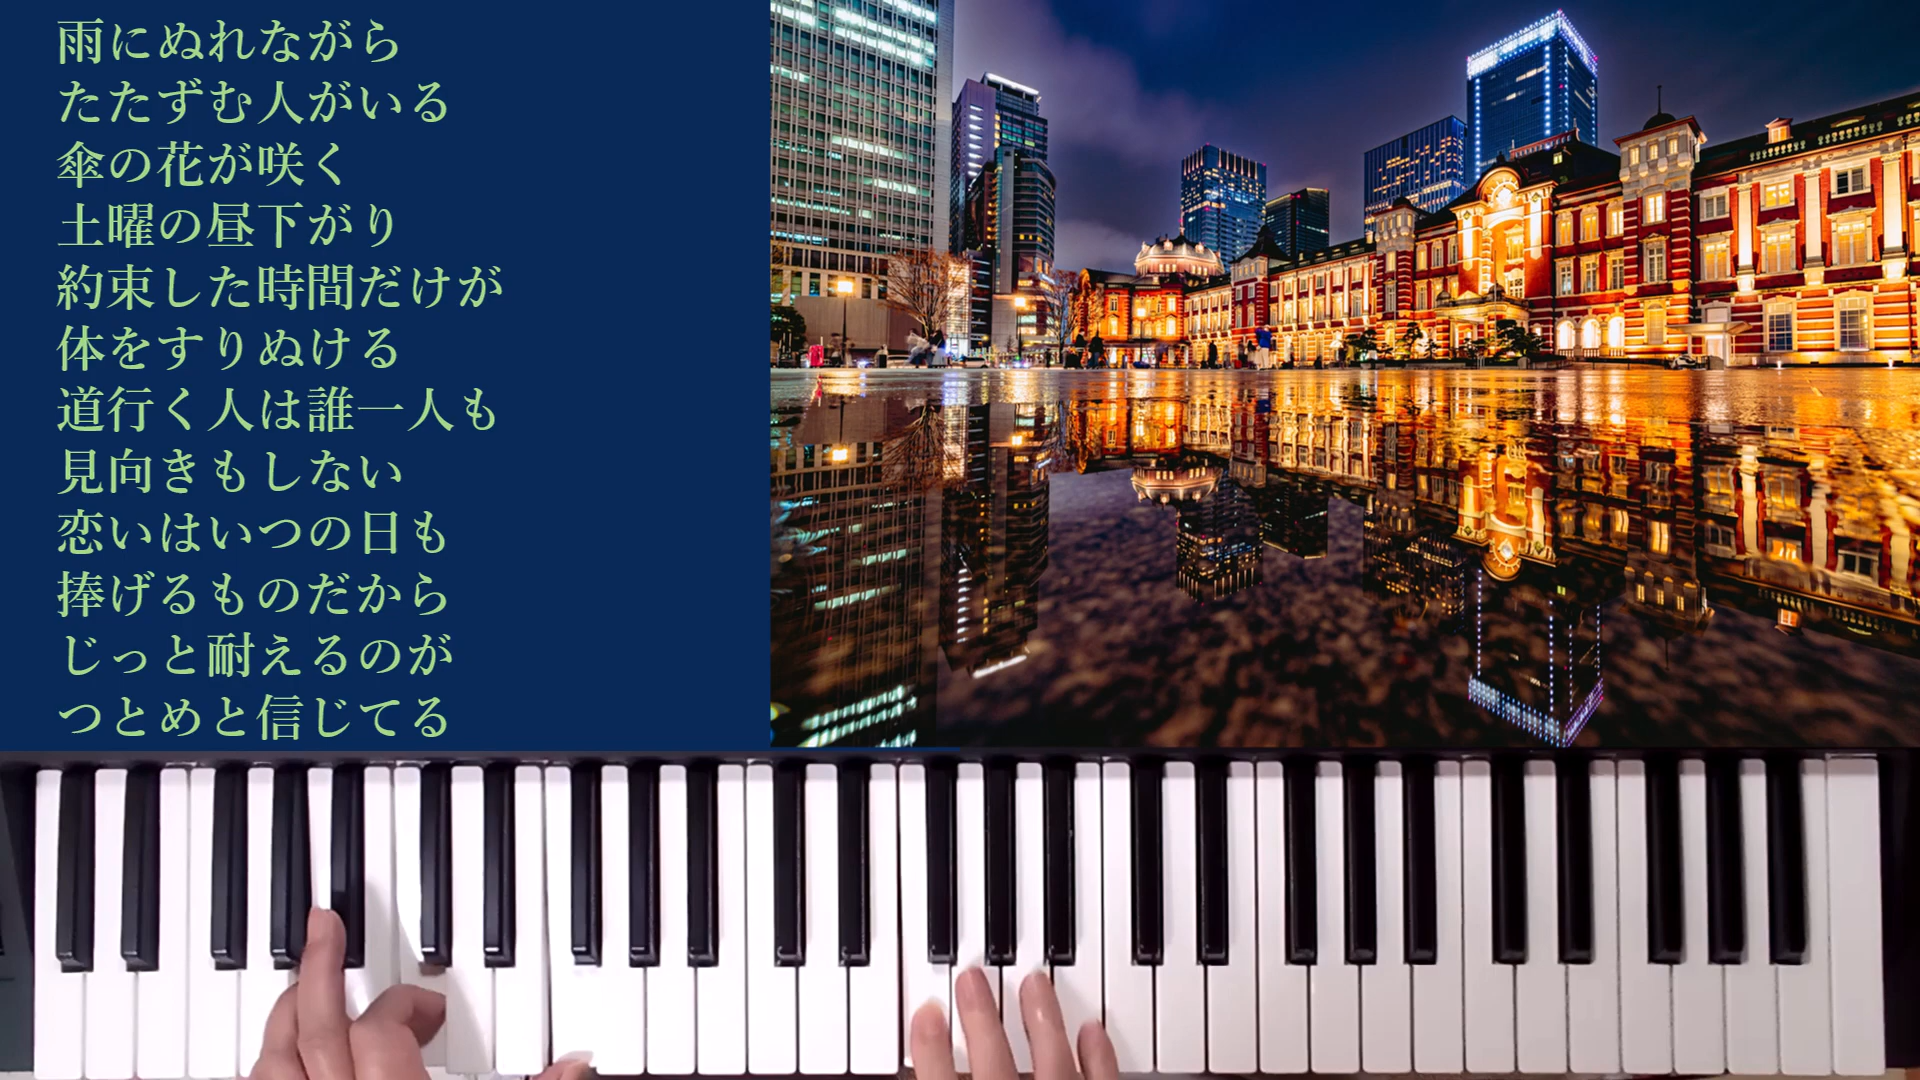 雨にぬれながら
たたずむ人がいる
傘の花が咲く
土曜の昼下がり
約束した時間だけが
体をすりぬける
道行く人は誰一人も
見向きもしない
恋いはいつの日も
捧げるものだから
じっと耐えるのが
つとめと信じてる